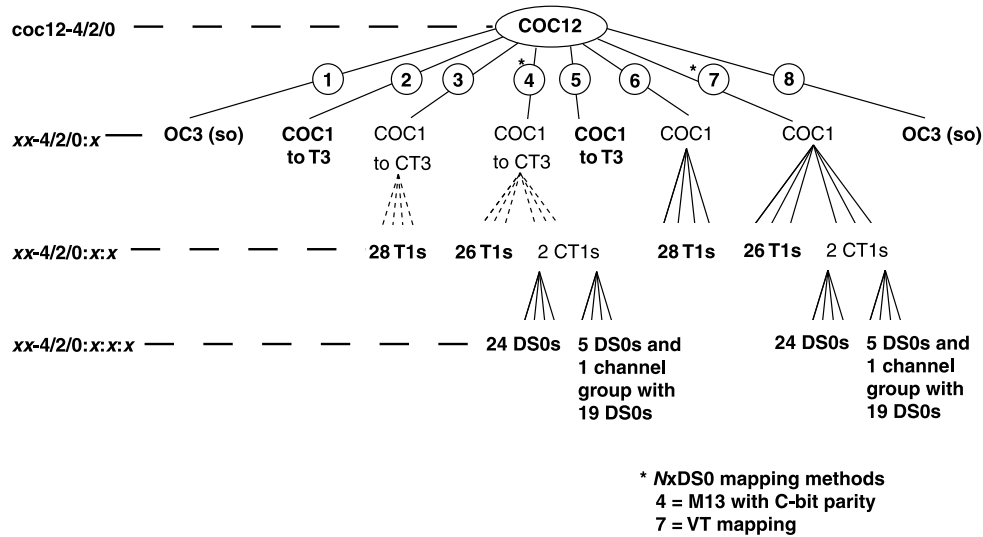 coc12-4/2/0
COC12
1
2
3
* 4
5
6
* 7
8
xx-4/2/0:x
OC3 (so)
COC1
to T3
COC1
to CT3
COC1
to CT3
COC1
to T3
COC1
COC1
OC3 (so)
xx-4/2/0:x:x
28 T1s
26 T1s
2 CT1s
28 T1s
26 T1s
2 CT1s
xx-4/2/0:x:x:x
24 DS0s
5 DS0s and
1 channel
group with
19 DS0s
24 DS0s
5 DS0s and
1 channel
group with
19 DS0s
* NxDS0 mapping methods
4 = M13 with C-bit parity
7 = VT mapping